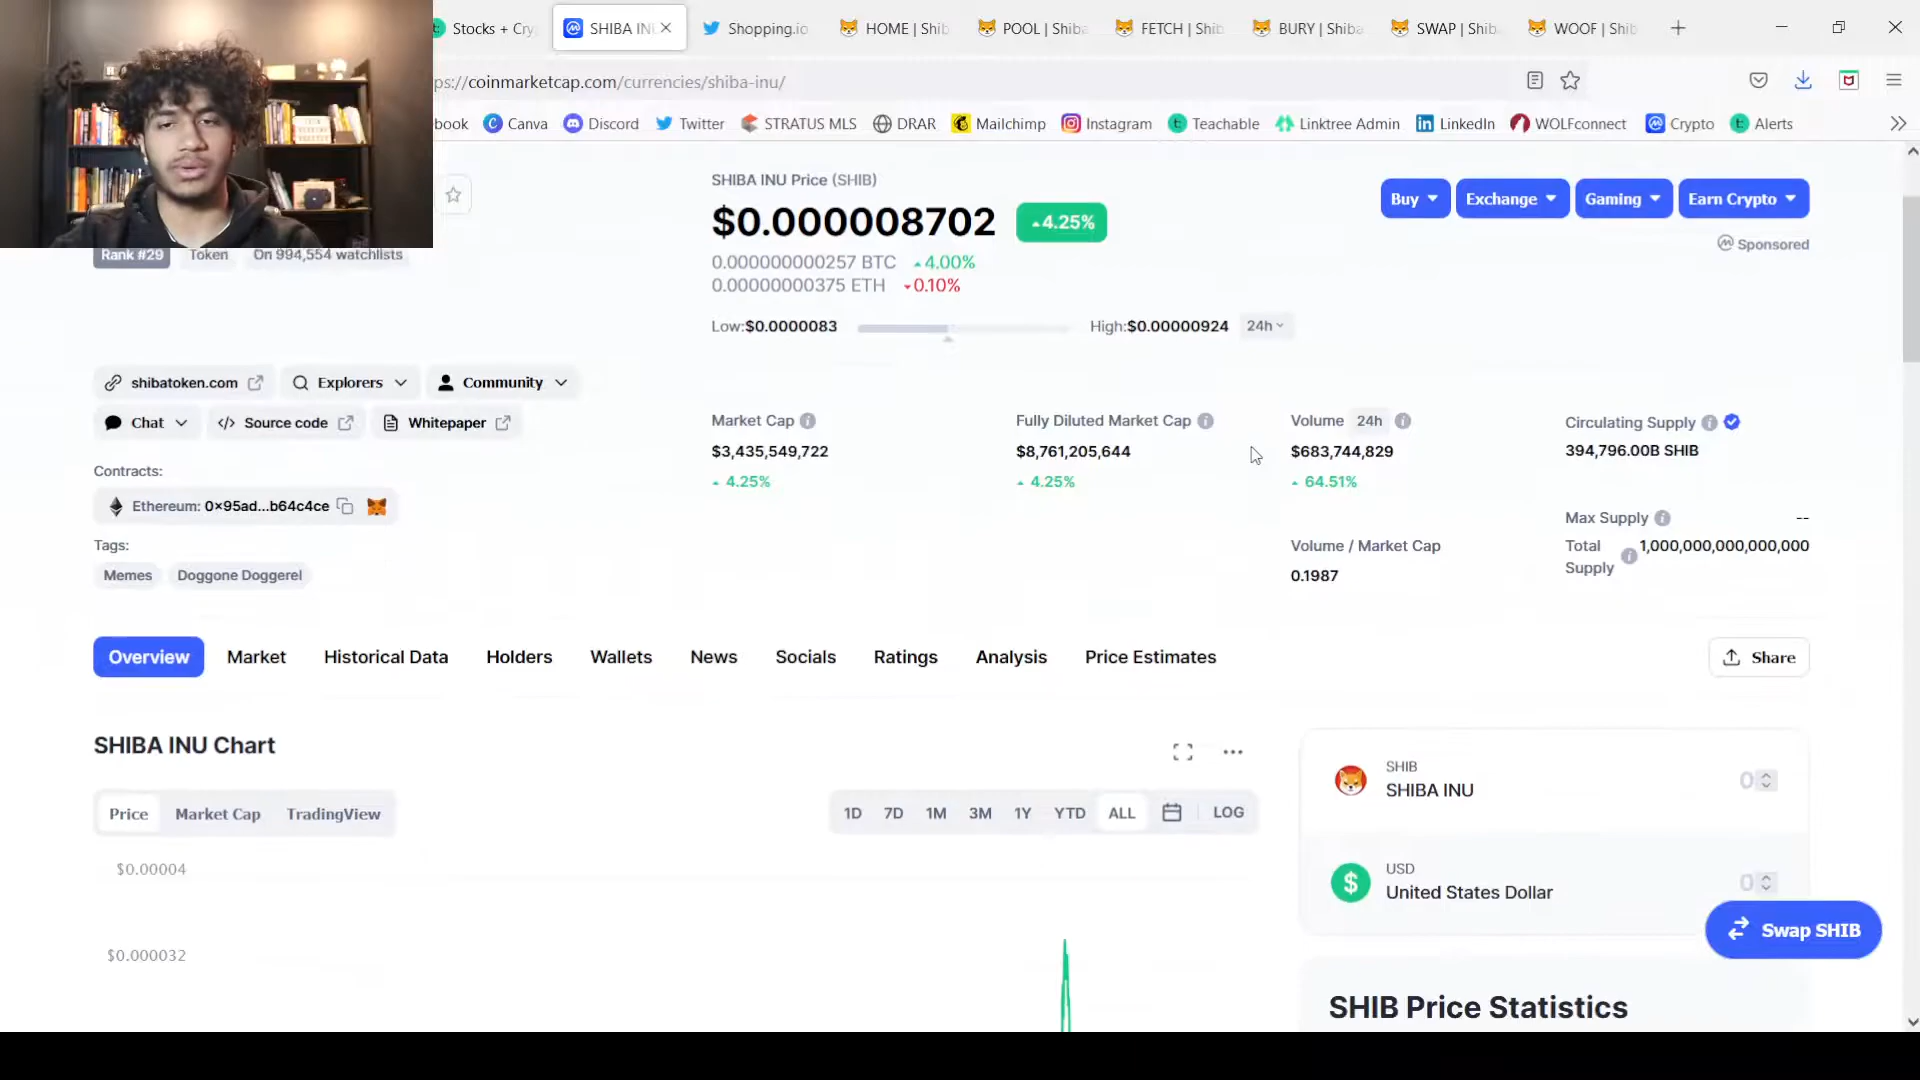 Stocks + Cry
SHIBA IN
Shopping.io
HOME | Shib
POOL | Shiba
FETCH | Shib
BURY | Shiba
SWAP | Shib
WOOF | Shib
ps://coinmarketcap.com/currencies/shiba-inu/
book
Canva
Discord
Twitter
STRATUS MLS
DRAR
Mailchimp
Instagram
Teachable
Linktree Admin
LinkedIn
WOLFconnect
Crypto
Alerts
SHIBA INU Price (SHIB)
$0.000008702
4.25%
0.000000000257 BTC 4.00%
0.00000000375 ETH 0.10%
Low:$0.0000083
High:$0.00000924
24h
Buy
Exchange
Gaming
Earn Crypto
Sponsored
Rank #29
Token
On 994,554 watchlists
shibatoken.com
Explorers
Community
Chat
Source code
Whitepaper
Contracts:
Ethereum: 0x95ad...b64c4ce
Tags:
Memes
Doggone Doggerel
Market Cap
$3,435,549,722
4.25%
Fully Diluted Market Cap
$8,761,205,644
4.25%
Volume 24h
$683,744,829
64.51%
Volume / Market Cap
0.1987
Circulating Supply
394,796.00B SHIB
Max Supply --
Total Supply 1,000,000,000,000,000
Overview
Market
Historical Data
Holders
Wallets
News
Socials
Ratings
Analysis
Price Estimates
Share
SHIBA INU Chart
Price
Market Cap
TradingView
1D
7D
1M
3M
1Y
YTD
ALL
LOG
$0.00004
$0.000032
SHIB
SHIBA INU
0
USD
United States Dollar
0
Swap SHIB
SHIB Price Statistics